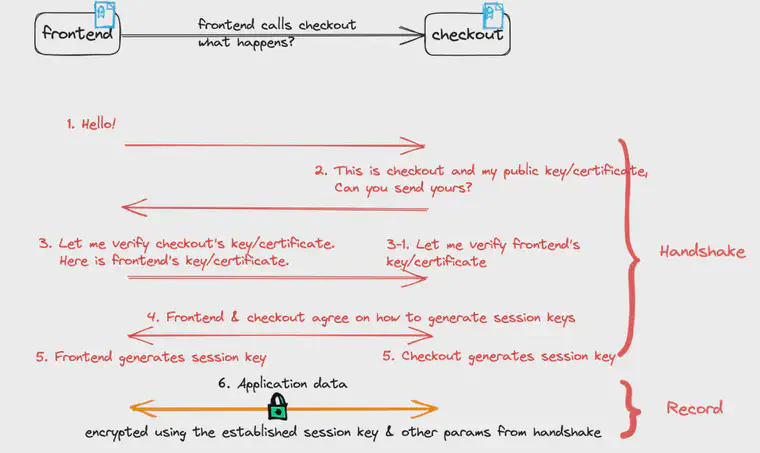 frontend
frontend calls checkout
what happens?
checkout
1. Hello!
2. This is checkout and my public key/certificate,
Can you send yours?
3. Let me verify checkout's key/certificate.
Here is frontend's key/certificate.
3-1. Let me verify frontend's
key/certificate
Handshake
4. Frontend & checkout agree on how to generate session keys
5. Frontend generates session key
5. Checkout generates session key
6. Application data
encrypted using the established session key & other params from handshake
Record